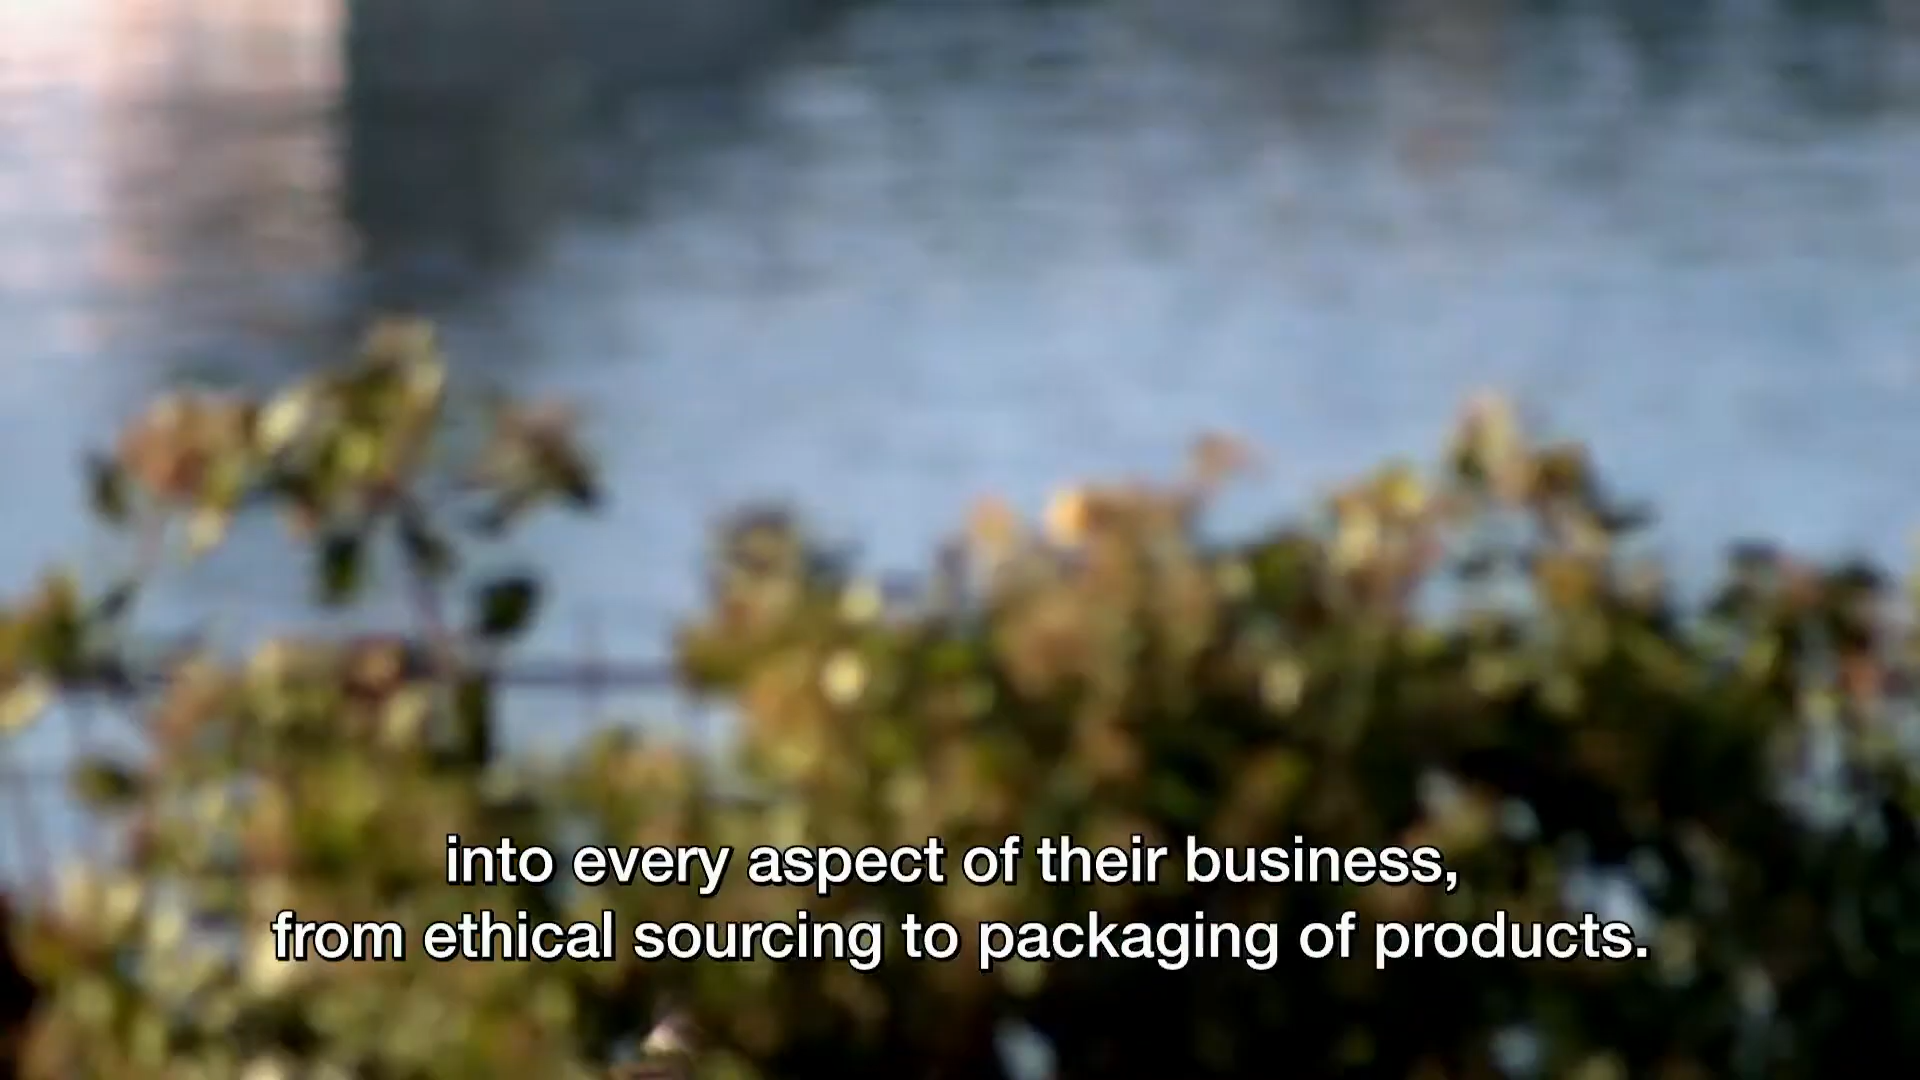 into every aspect of their business,
from ethical sourcing to packaging of products.